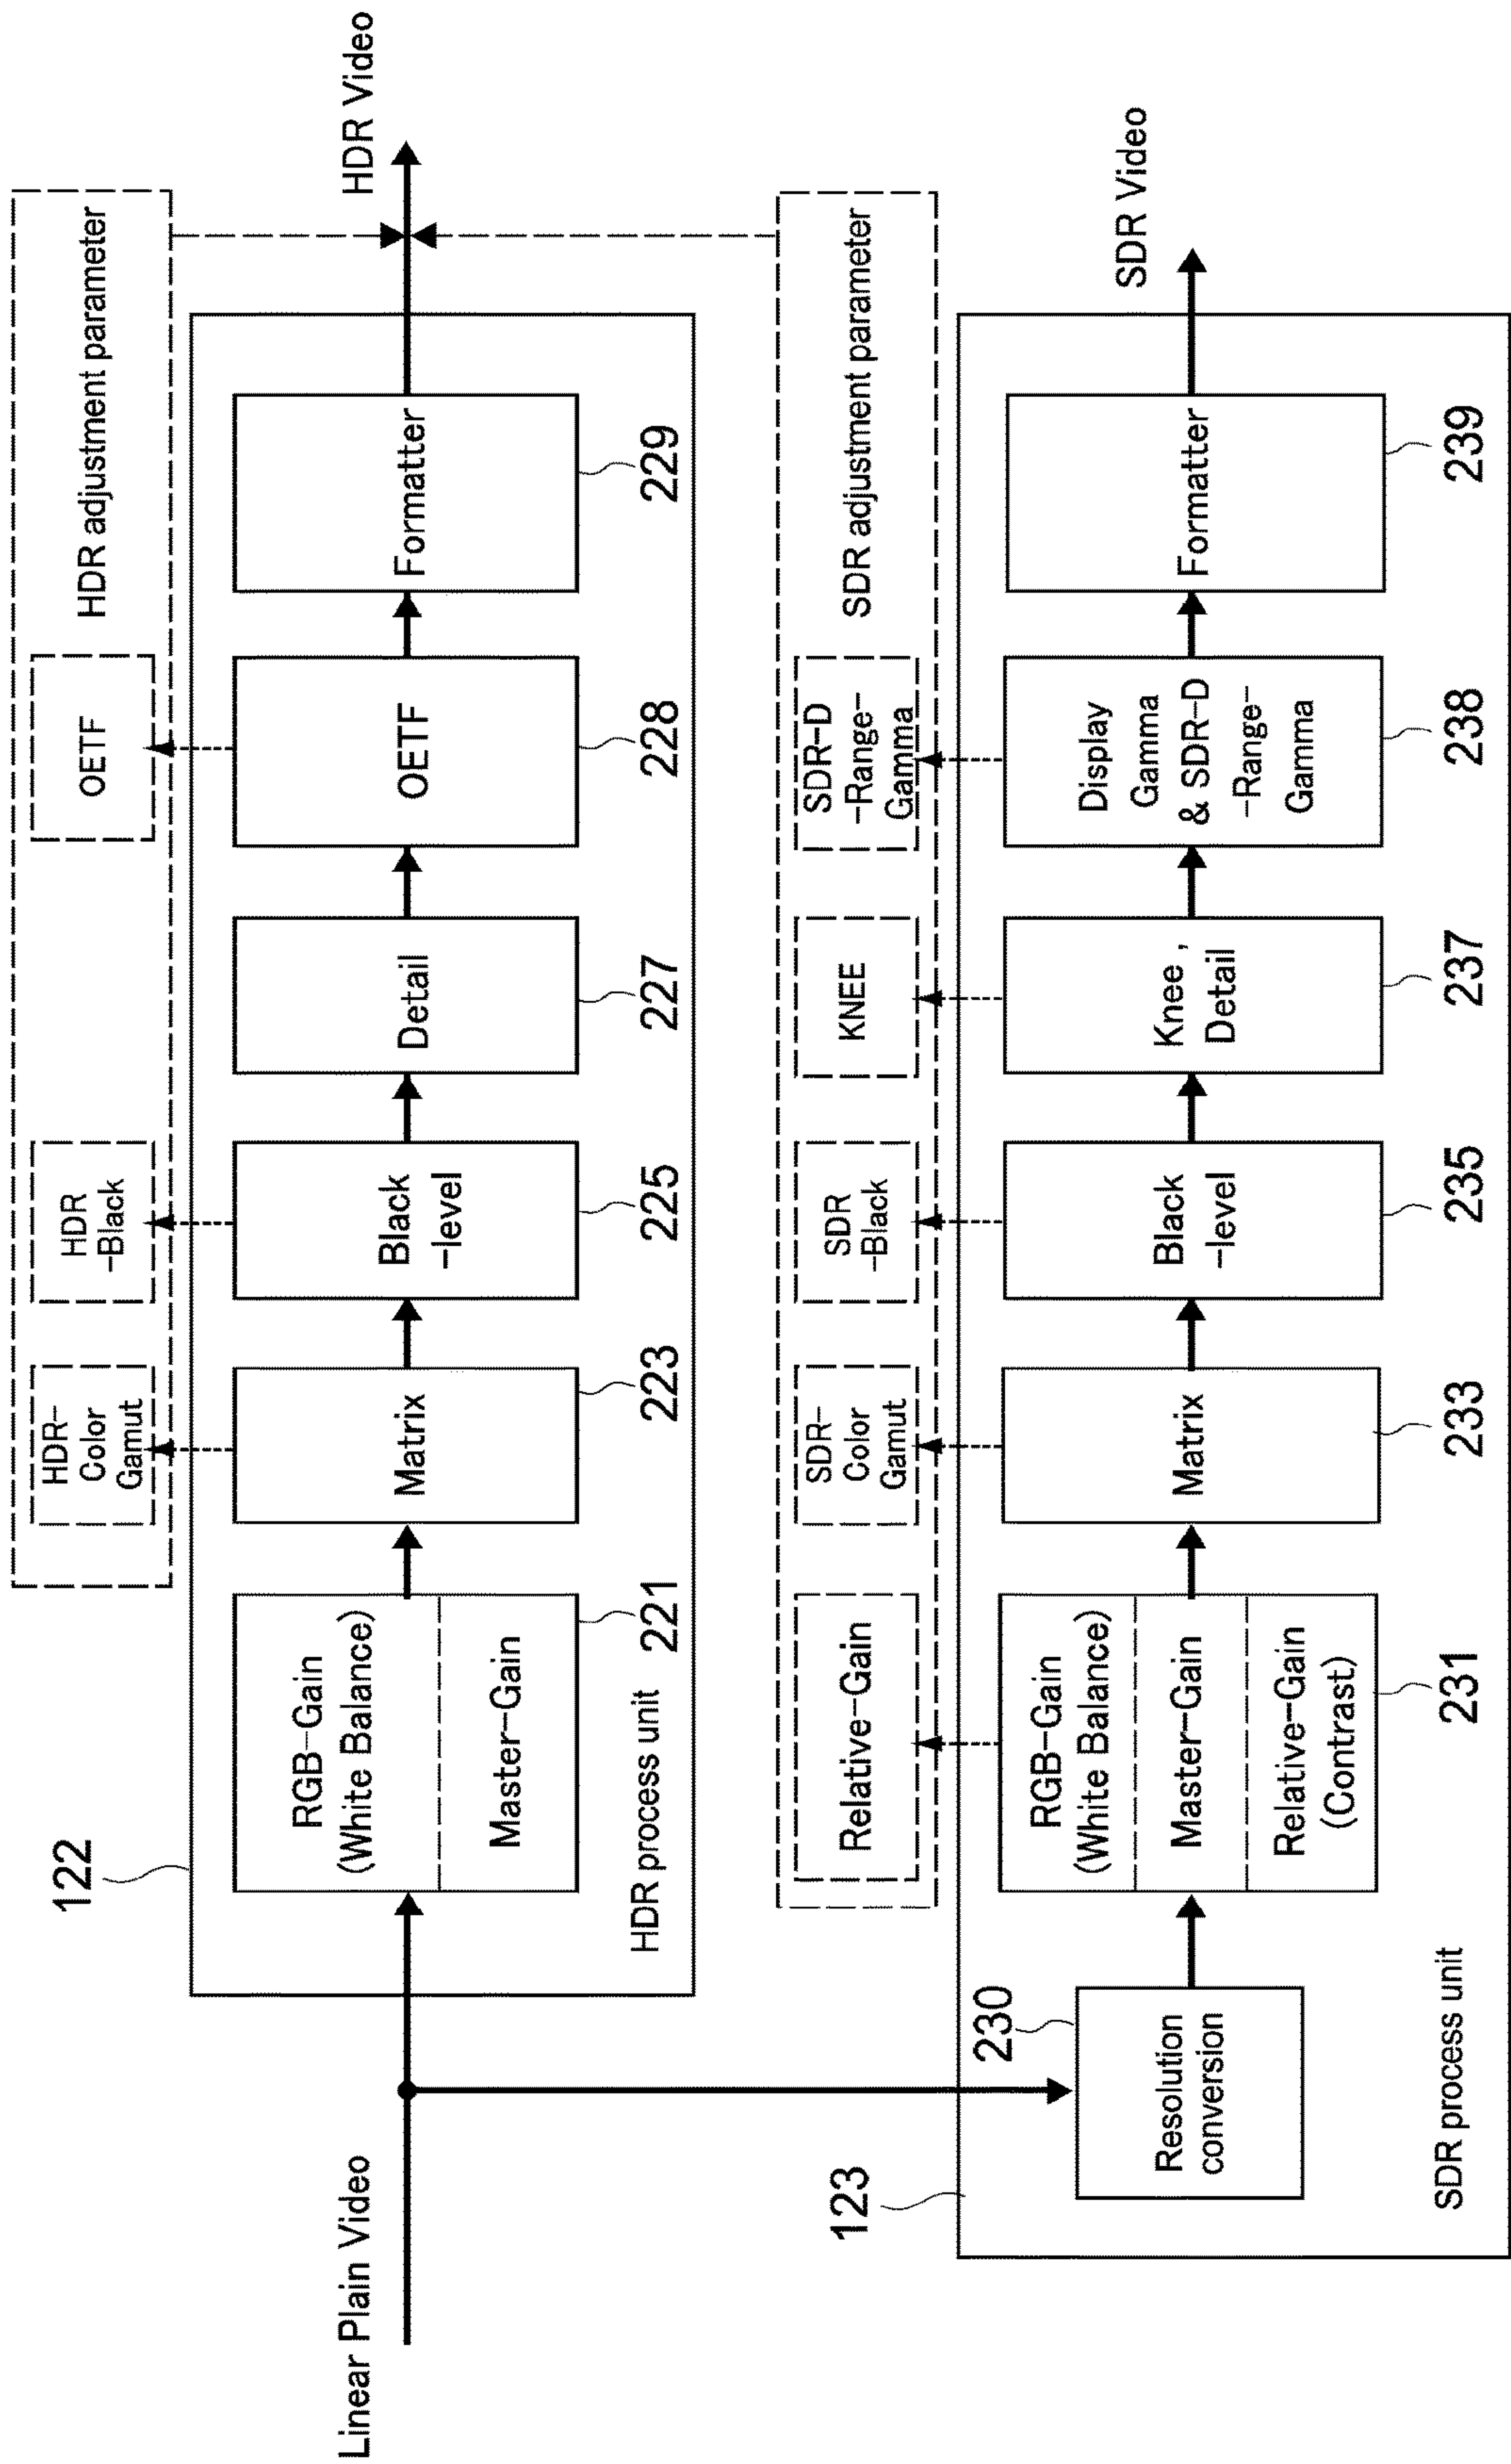 HDR adjustment parameter
HDR-
Color
Gamut
HDR
-Black
OETF
HDR Video
122
RGB-Gain
(White Balance)
Master-Gain
221
Matrix
223
Black
-level
225
Detail
227
OETF
228
Formatter
229
HDR process unit
Linear Plain Video
SDR adjustment parameter
Relative-Gain
SDR-
Color
Gamut
SDR
-Black
KNEE
SDR-D
-Range-
Gamma
SDR Video
123
Resolution
conversion
230
RGB-Gain
(White Balance)
Master-Gain
Relative-Gain
(Contrast)
231
Matrix
233
Black
-level
235
Knee,
Detail
237
Display
Gamma
& SDR-D
-Range-
Gamma
238
Formatter
239
SDR process unit